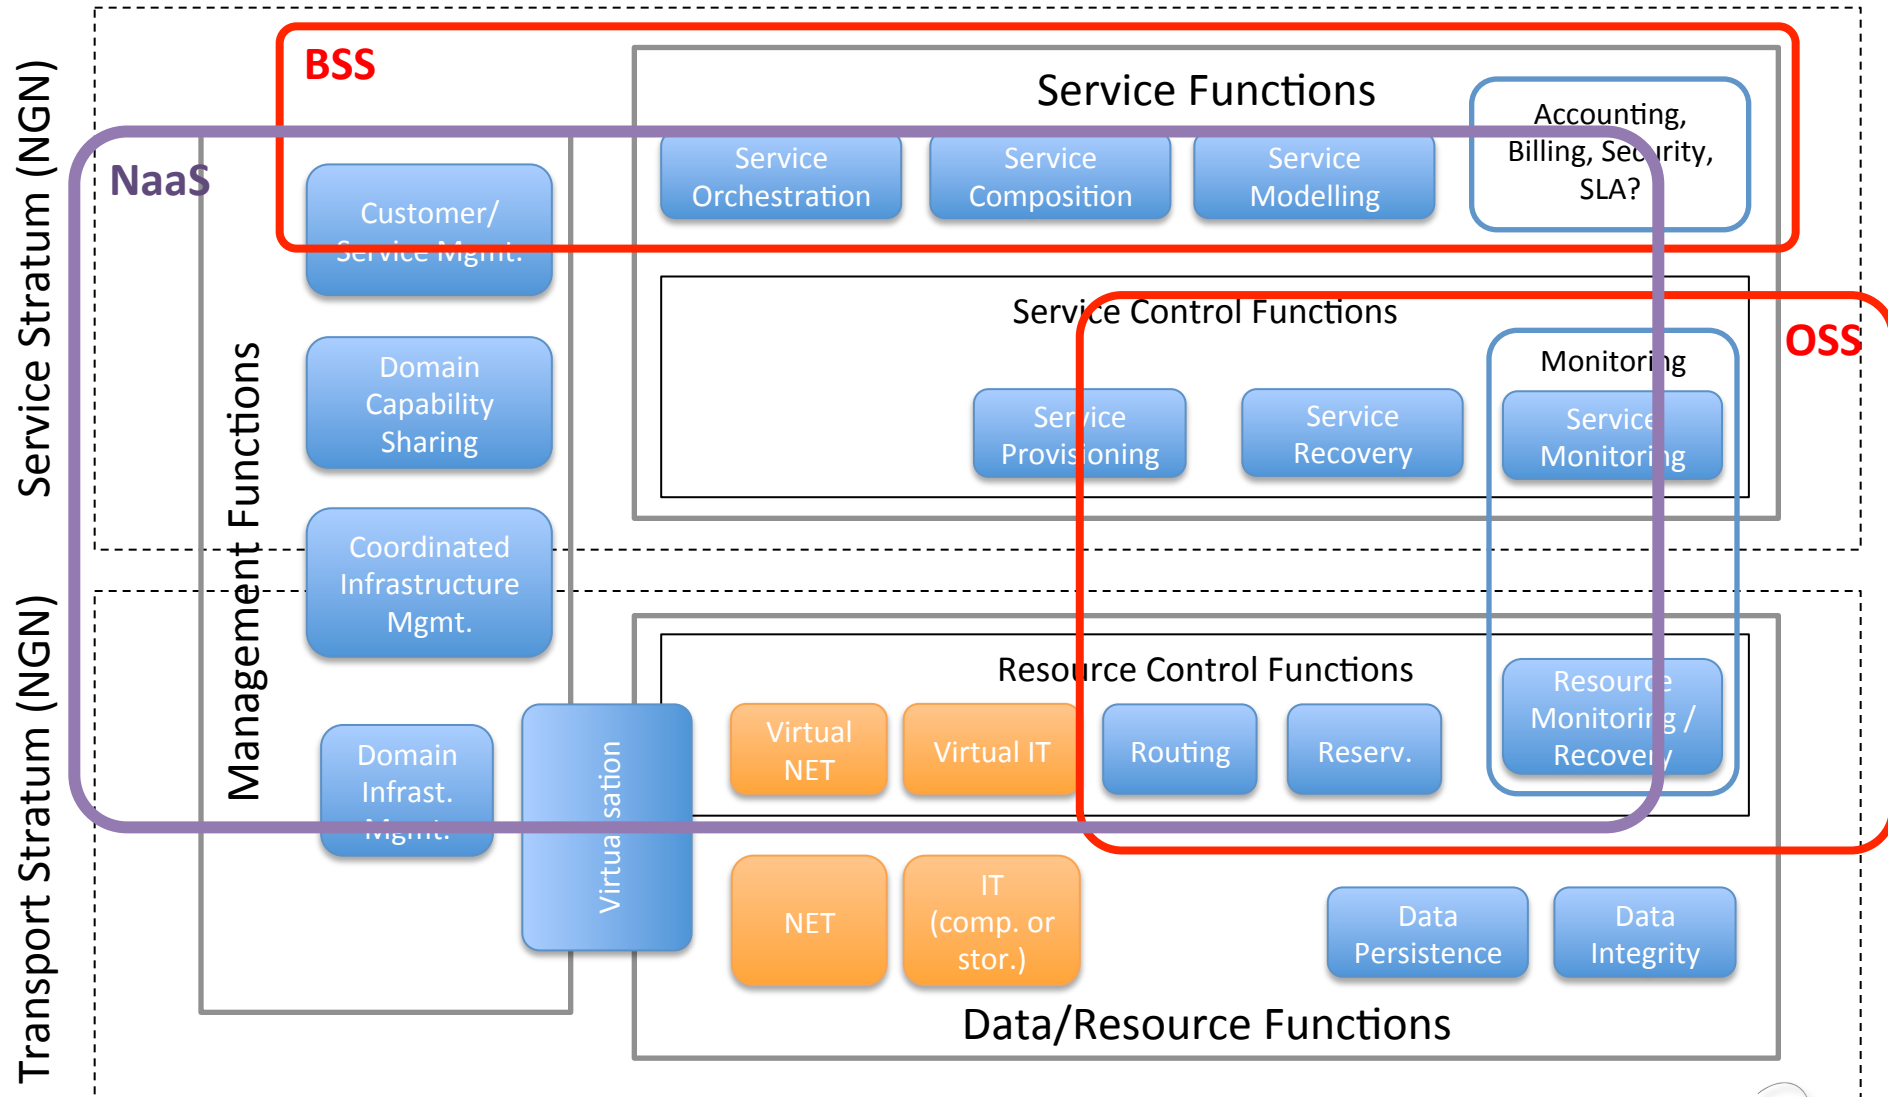 Service Stratum (NGN)
Transport Stratum (NGN)
BSS
NaaS
OSS
Management Functions
Customer/
Service Mgmt.
Domain
Capability
Sharing
Coordinated
Infrastructure
Mgmt.
Domain
Infrast.
Mgmt.
Virtualisation
Service Functions
Service
Orchestration
Service
Composition
Service
Modelling
Accounting,
Billing, Security,
SLA?
Service Control Functions
Service
Provisioning
Service
Recovery
Monitoring
Service
Monitoring
Resource Control Functions
Virtual
NET
Virtual IT
Routing
Reserv.
Resource
Monitoring /
Recovery
NET
IT
(comp. or
stor.)
Data
Persistence
Data
Integrity
Data/Resource Functions